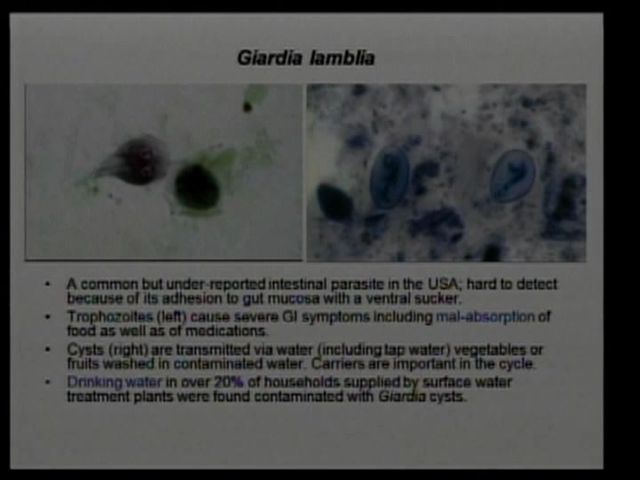 Giardia lamblia
• A common but under-reported intestinal parasite in the USA; hard to detect
because of its adhesion to gut mucosa with a ventral sucker.
• Trophozoites (left) cause severe GI symptoms including mal-absorption of
food as well as of medications.
• Cysts (right) are transmitted via water (including tap water) vegetables or
fruits washed in contaminated water. Carriers are important in the cycle.
• Drinking water in over 20% of households supplied by surface water
treatment plants were found contaminated with Giardia cysts.